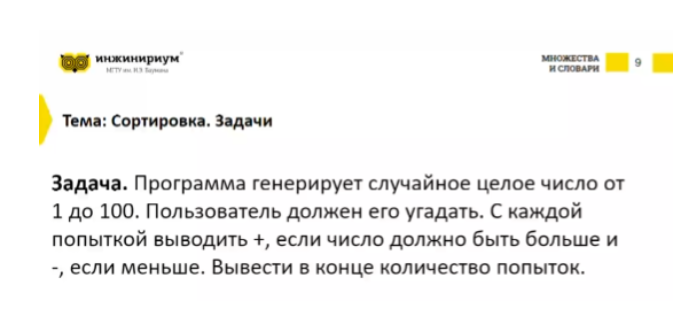 инжинириум
МГТУ им. Н.Э. Баумана
МНОЖЕСТВА
И СЛОВАРИ
9
Тема: Сортировка. Задачи
Задача. Программа генерирует случайное целое число от
1 до 100. Пользователь должен его угадать. С каждой
попыткой выводить +, если число должно быть больше и
-, если меньше. Вывести в конце количество попыток.